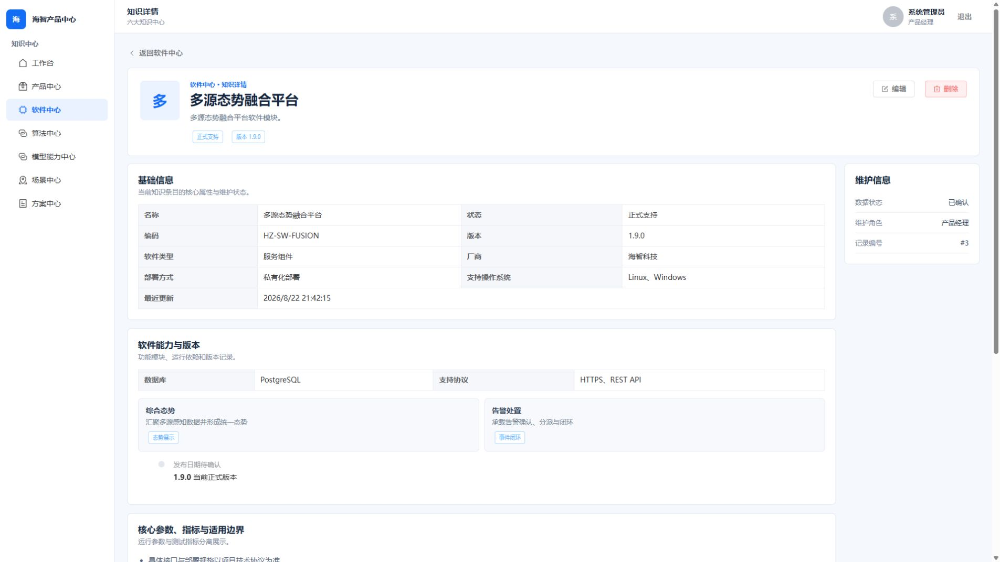 海
海智产品中心
知识中心
工作台
产品中心
软件中心
算法中心
模型能力中心
场景中心
方案中心
知识详情
六大知识中心
系
系统管理员
产品经理
退出
返回软件中心
多
软件中心·知识详情
多源态势融合平台
多源态势融合平台软件模块。
正式支持
版本 1.9.0
编辑
删除
基础信息
当前知识条目的核心属性与维护状态。
名称 多源态势融合平台 状态 正式支持
编码 HZ-SW-FUSION 版本 1.9.0
软件类型 服务组件 厂商 海智科技
部署方式 私有化部署 支持操作系统 Linux、Windows
最近更新 2026/8/22 21:42:15
维护信息
数据状态 已确认
维护角色 产品经理
记录编号 #3
软件能力与版本
功能模块、运行依赖和版本记录。
数据库 PostgreSQL 支持协议 HTTPS、REST API
综合态势
汇聚多源感知数据并形成统一态势
态势展示
告警处置
承载告警确认、分派与闭环
事件闭环
发布日期待确认
1.9.0 当前正式版本
核心参数、指标与适用边界
运行参数与测试指标分离展示。
具体接口与部署规格以项目技术协议为准